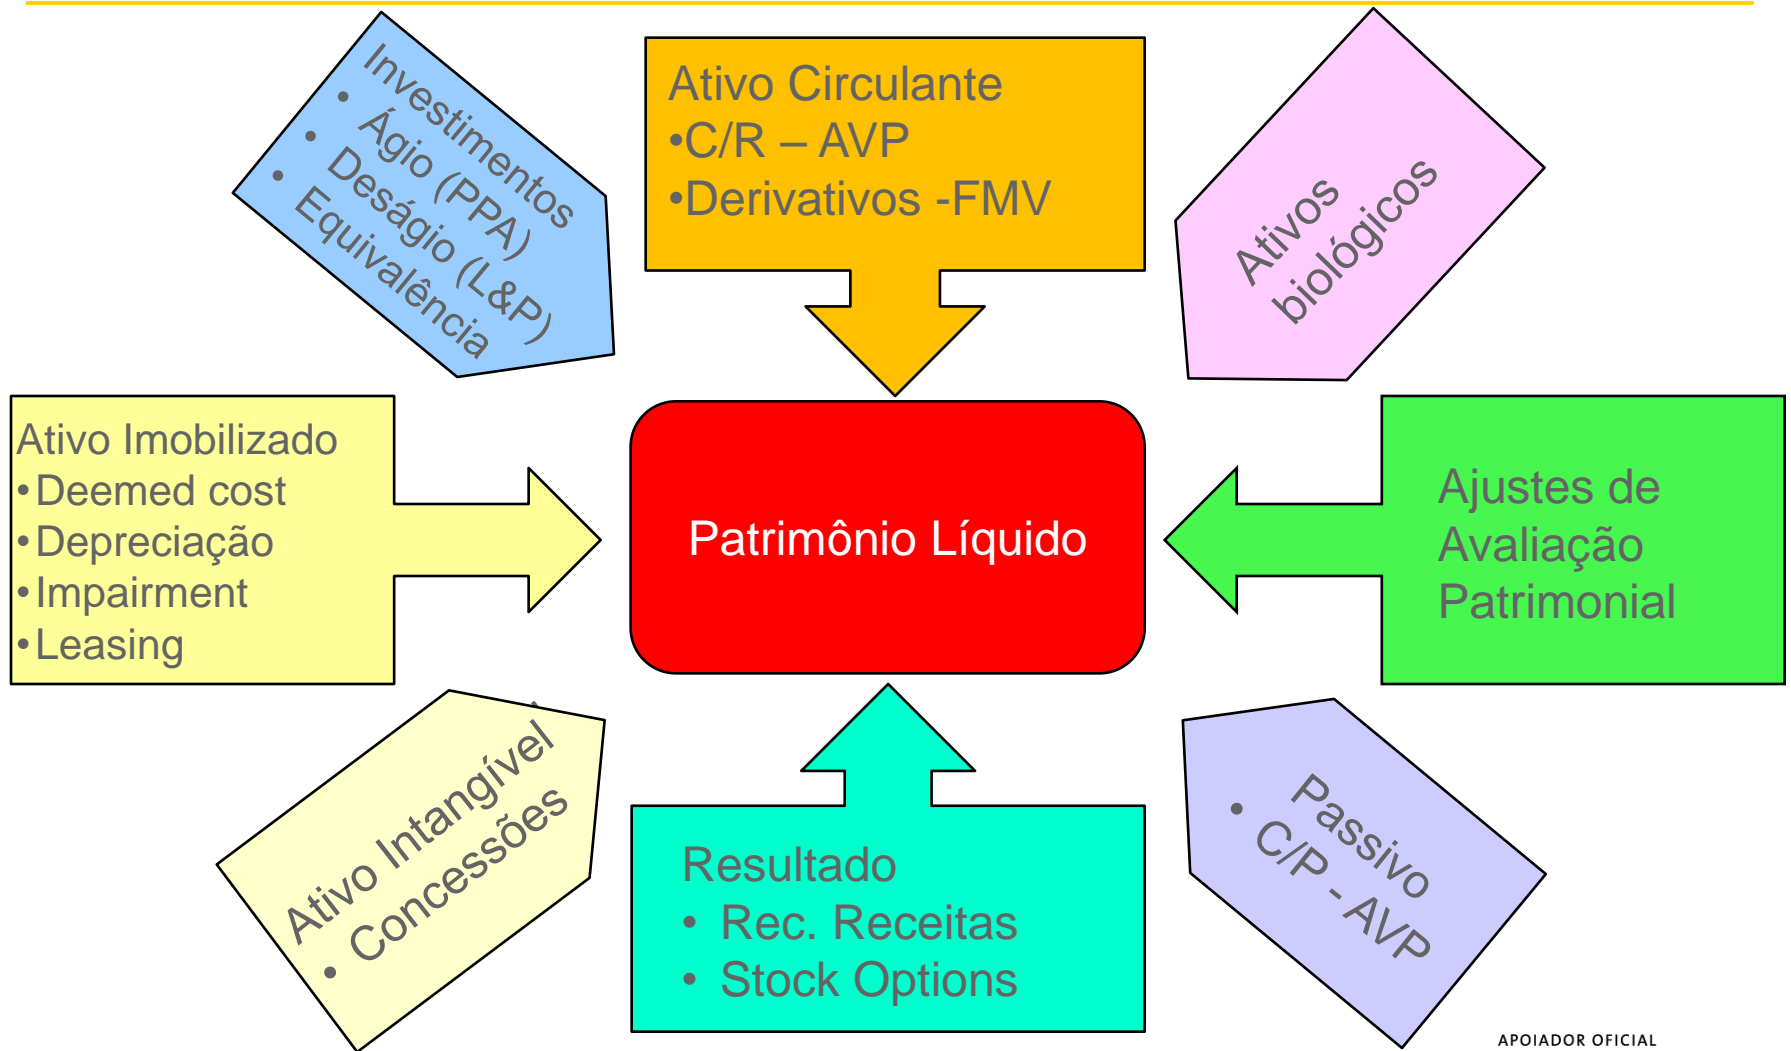 Investimentos
• Ágio (PPA)
• Deságio (L&P)
• Equivalência
Ativo Circulante
•C/R – AVP
•Derivativos -FMV
Ativos
biológicos
Ativo Imobilizado
•Deemed cost
•Depreciação
•Impairment
•Leasing
Patrimônio Líquido
Ajustes de
Avaliação
Patrimonial
Ativo Intangível
• Concessões
Resultado
• Rec. Receitas
• Stock Options
Passivo
• C/P - AVP
APOIADOR OFICIAL